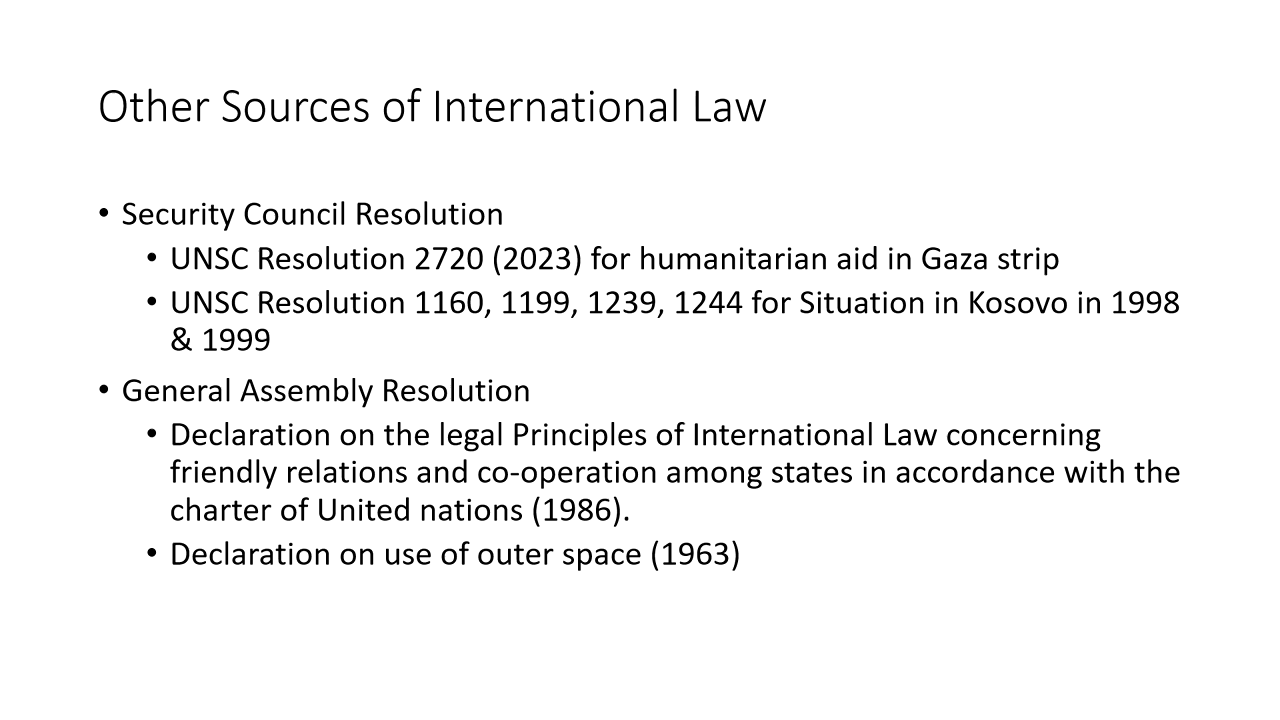 Other Sources of International Law
• Security Council Resolution
• UNSC Resolution 2720 (2023) for humanitarian aid in Gaza strip
• UNSC Resolution 1160, 1199, 1239, 1244 for Situation in Kosovo in 1998
& 1999
• General Assembly Resolution
• Declaration on the legal Principles of International Law concerning
friendly relations and co-operation among states in accordance with the
charter of United nations (1986).
• Declaration on use of outer space (1963)